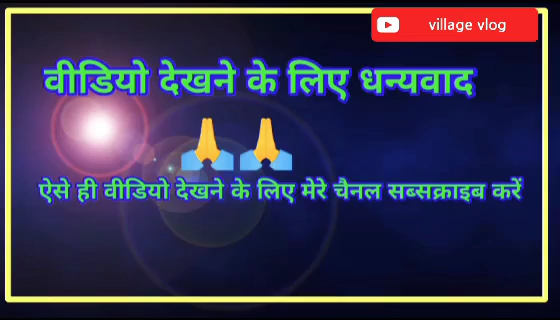 village vlog
वीडियो देखने के लिए धन्यवाद
ऐसे ही वीडियो देखने के लिए मेरे चैनल सब्सक्राइब करें